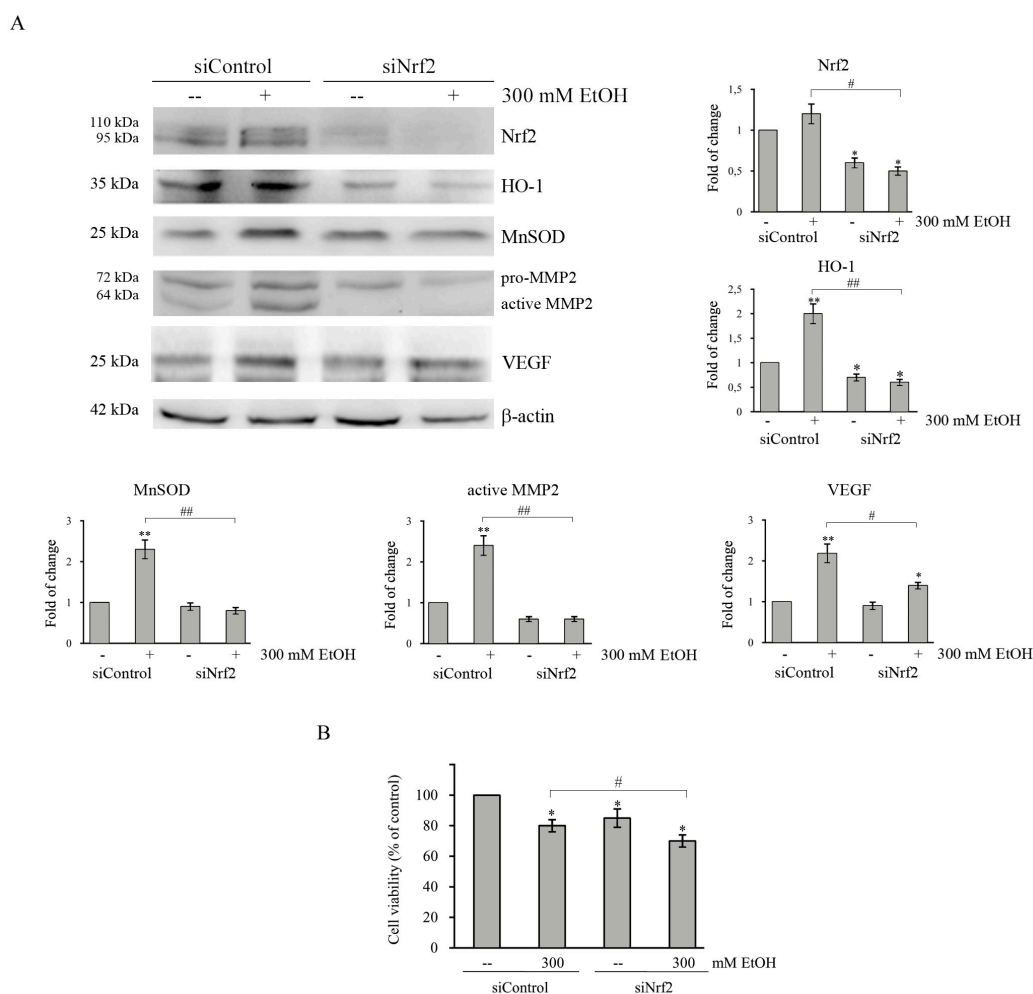 A
siControl siNrf2
-- + -- + 300 mM EtOH
110 kDa
95 kDa
Nrf2
35 kDa HO-1
25 kDa MnSOD
72 kDa pro-MMP2
64 kDa active MMP2
25 kDa VEGF
42 kDa β-actin
Nrf2
Fold of change
1,5
1
0,5
0
#
* *
- + - + 300 mM EtOH
siControl siNrf2
HO-1
Fold of change
2,5
2
1,5
1
0,5
0
##
**
* *
- + - + 300 mM EtOH
siControl siNrf2
MnSOD
Fold of change
3
2
1
0
##
**
- + - + 300 mM EtOH
siControl siNrf2
active MMP2
Fold of change
3
2
1
0
##
**
- + - + 300 mM EtOH
siControl siNrf2
VEGF
Fold of change
3
2
1
0
#
**
*
- + - + 300 mM EtOH
siControl siNrf2
B
Cell viability (% of control)
100
80
60
40
20
0
#
* * *
-- 300 -- 300 mM EtOH
siControl siNrf2